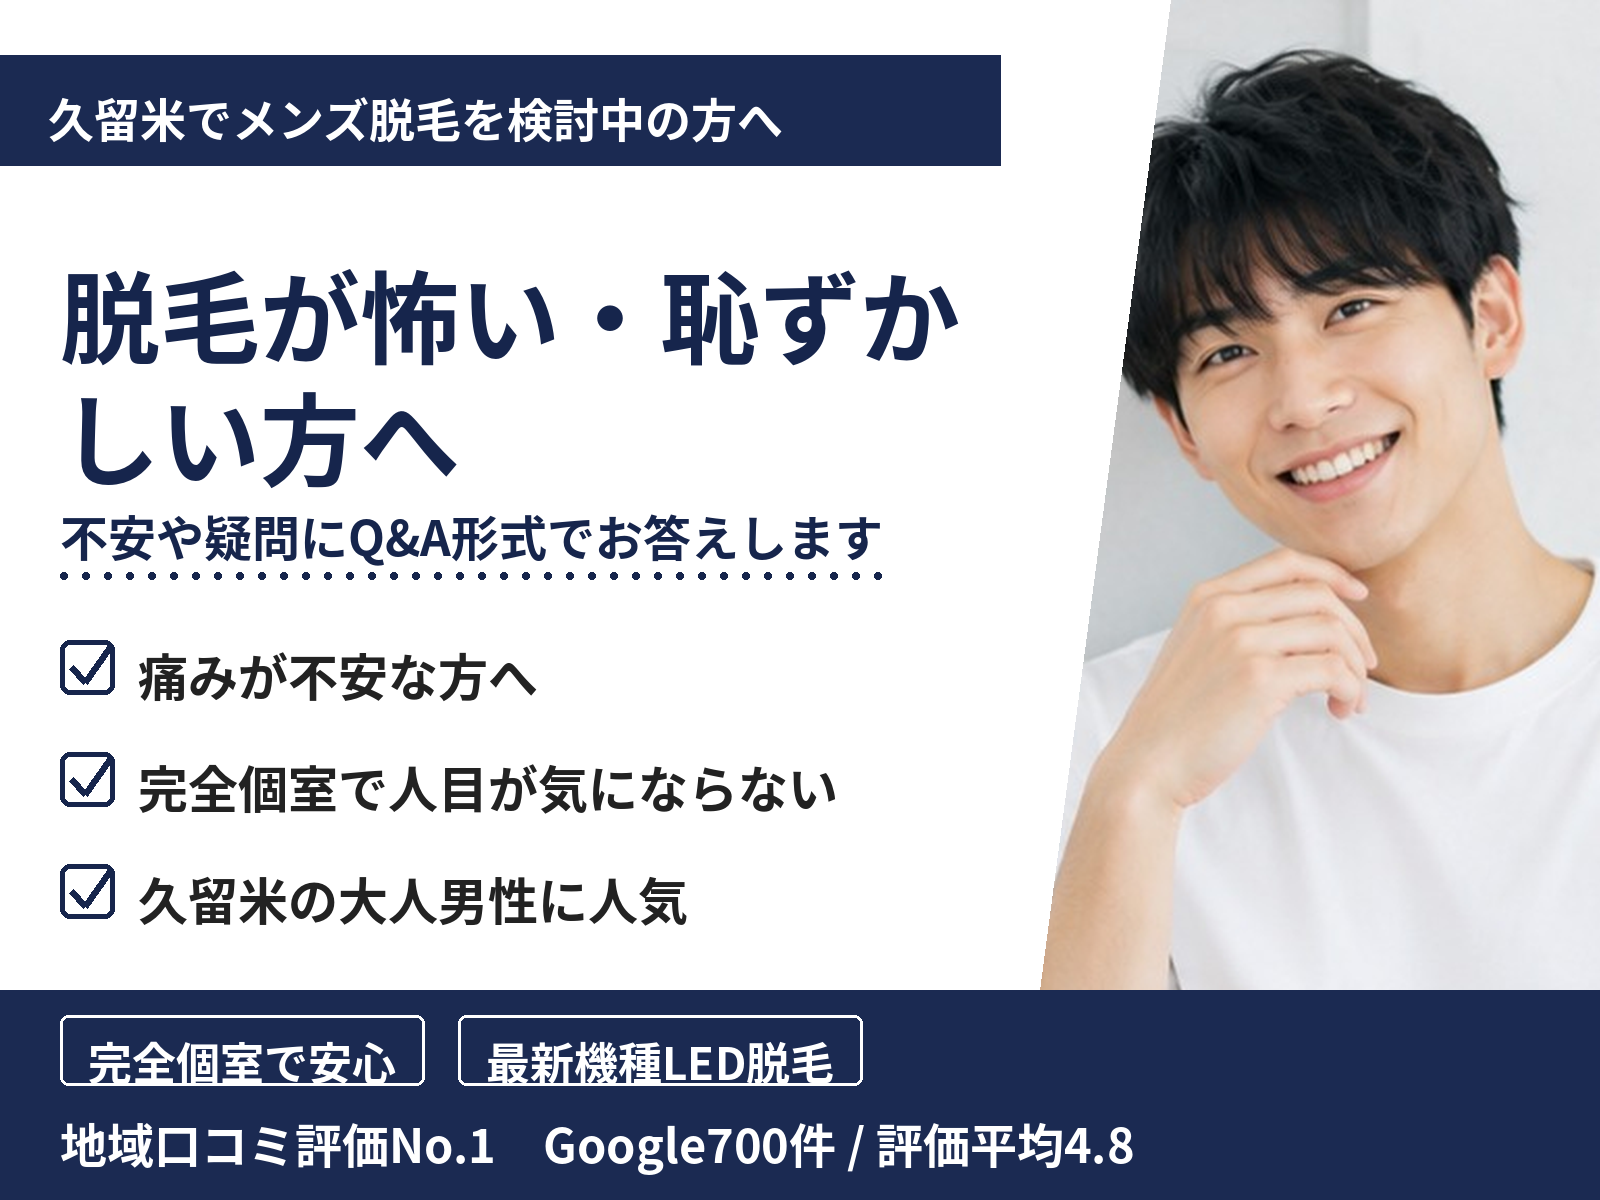 久留米でメンズ脱毛を検討中の方へ
脱毛が怖い・恥ずか
しい方へ
不安や疑問にQ&A形式でお答えします
痛みが不安な方へ
完全個室で人目が気にならない
久留米の大人男性に人気
完全個室で安心
最新機種LED脱毛
地域口コミ評価No.1　Google700件 / 評価平均4.8